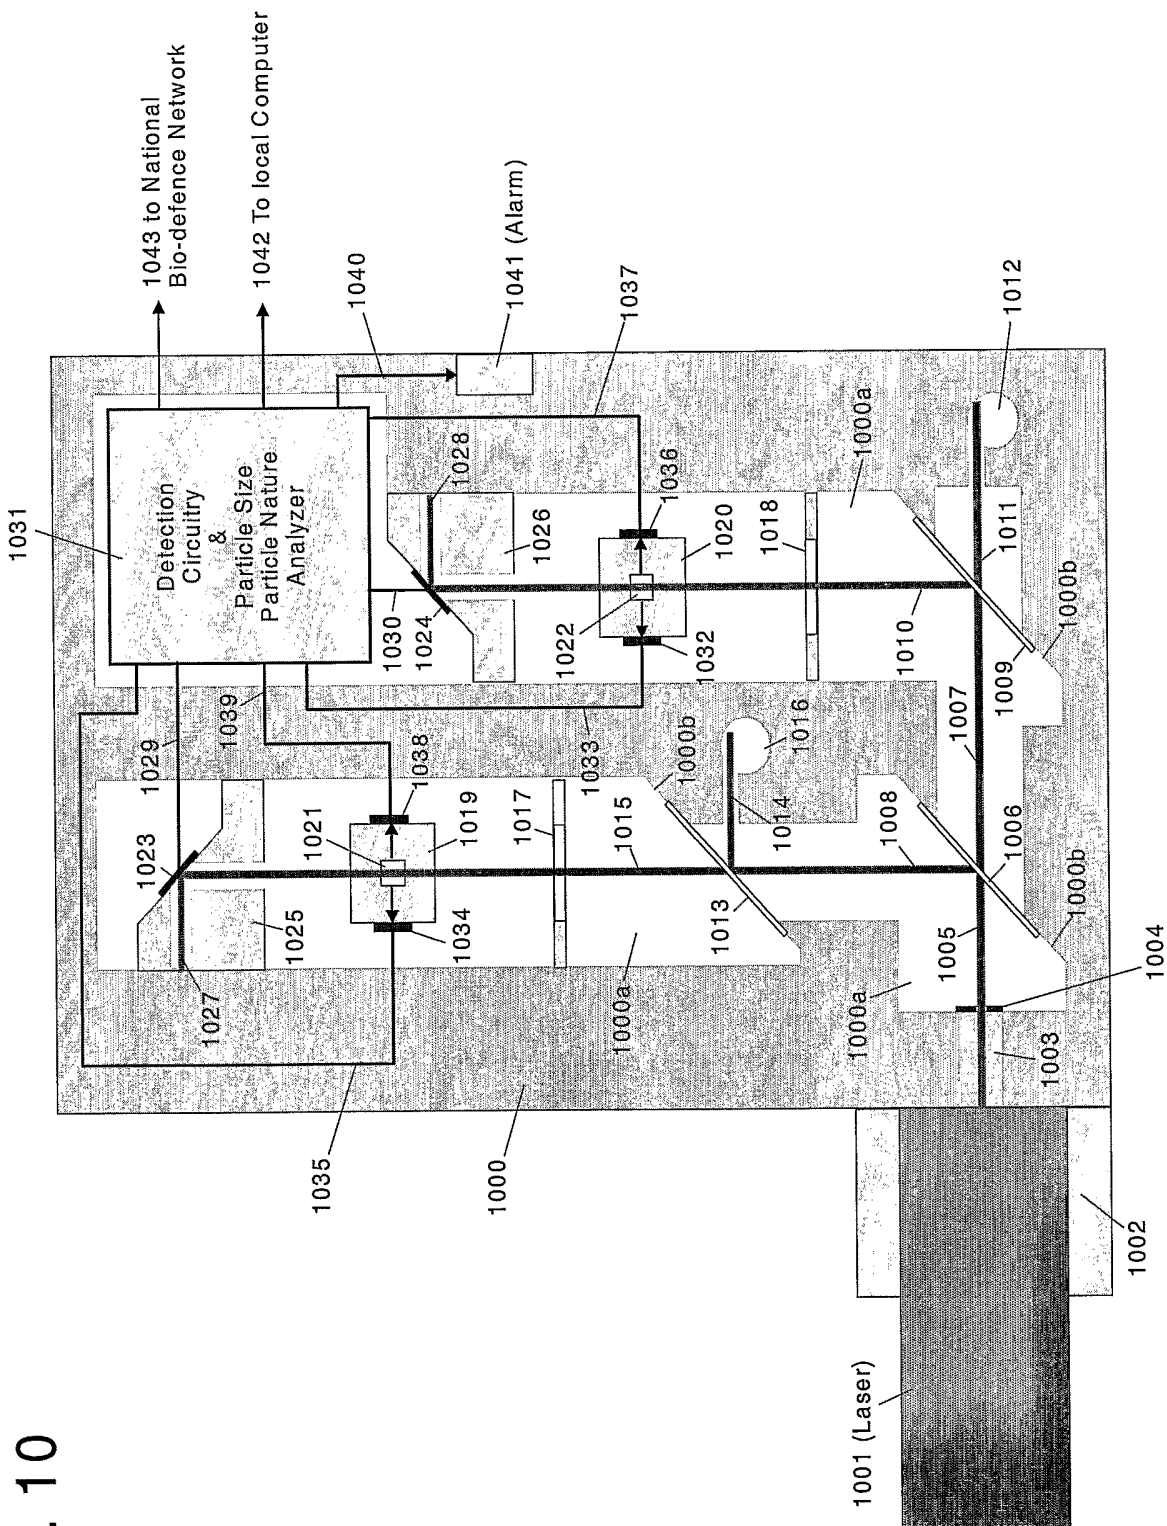 . 10
1031
Detection
Circuitry
&
Particle Size
Particle Nature
Analyzer
1043 to National
Bio-defence Network
1042 To local Computer
1040
1041 (Alarm)
1037
1012
1029
1039
1030
1024
1028
1026
1036
1020
1018
1000a
1023
1025
1027
1021
1038
1019
1034
1033
1022
1032
1017
1015
1000b
1016
1014
1013
1000a
1010
1011
1007
1009
1000b
1008
1006
1005
1000b
1000a
1003
1004
1035
1000
1002
1001 (Laser)